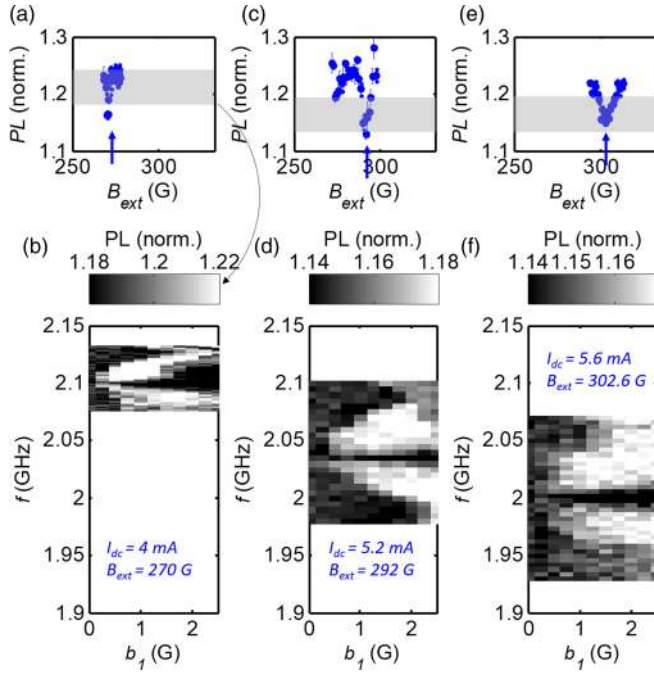 (a) (c) (e)
1.3 1.3 1.3
PL (norm.) PL (norm.) PL (norm.)
1.2 1.2 1.2
1.1 1.1 1.1
250 300 250 300 250 300
B_ext (G) B_ext (G) B_ext (G)
(b) PL (norm.) (d) PL (norm.) (f) PL (norm.)
1.18 1.2 1.22 1.14 1.16 1.18 1.14 1.15 1.16
2.15 2.15 2.15
2.1 2.1 2.1
I_dc = 5.6 mA
B_ext = 302.6 G
2.05 2.05 2.05
f (GHz) f (GHz) f (GHz)
2 2 2
1.95 1.95 1.95
I_dc = 4 mA I_dc = 5.2 mA
B_ext = 270 G B_ext = 292 G
1.9 1.9 1.9
0 1 2 0 1 2 0 1 2
b_1 (G) b_1 (G) b_1 (G)